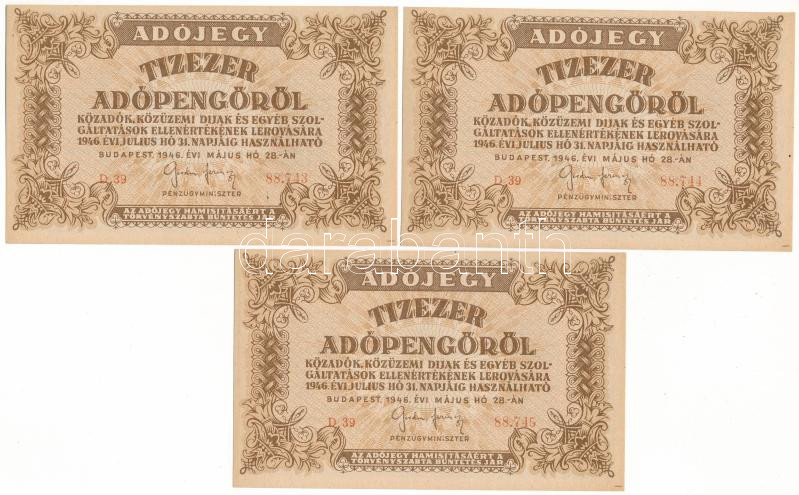 ADÓJEGY
TIZEZER
ADÓPENGŐRŐL
KÖZADÓK, KÖZÜZEMI DIJAK ÉS EGYÉB SZOL-
GÁLTATÁSOK ELLENÉRTÉKÉNEK LEROVÁSÁRA
1946. ÉVI JULIUS HÓ 31. NAPJÁIG HASZNÁLHATÓ
BUDAPEST, 1946. ÉVI MÁJUS HÓ 28.-ÁN
D 39 88.743
PÉNZÜGYMINISZTER
AZ ADÓJEGY HAMISITÁSÁÉRT A
TÖRVÉNYSZABTA BÜNTETÉS JÁR
ADÓJEGY
TIZEZER
ADÓPENGŐRŐL
KÖZADÓK, KÖZÜZEMI DIJAK ÉS EGYÉB SZOL-
GÁLTATÁSOK ELLENÉRTÉKÉNEK LEROVÁSÁRA
1946. ÉVI JULIUS HÓ 31. NAPJÁIG HASZNÁLHATÓ
BUDAPEST, 1946. ÉVI MÁJUS HÓ 28.-ÁN
D 39 88.744
PÉNZÜGYMINISZTER
AZ ADÓJEGY HAMISITÁSÁÉRT A
TÖRVÉNYSZABTA BÜNTETÉS JÁR
darabanth
ADÓJEGY
TIZEZER
ADÓPENGŐRŐL
KÖZADÓK, KÖZÜZEMI DIJAK ÉS EGYÉB SZOL-
GÁLTATÁSOK ELLENÉRTÉKÉNEK LEROVÁSÁRA
1946. ÉVI JULIUS HÓ 31. NAPJÁIG HASZNÁLHATÓ
BUDAPEST, 1946. ÉVI MÁJUS HÓ 28.-ÁN
D 39 88.745
PÉNZÜGYMINISZTER
AZ ADÓJEGY HAMISITÁSÁÉRT A
TÖRVÉNYSZABTA BÜNTETÉS JÁR